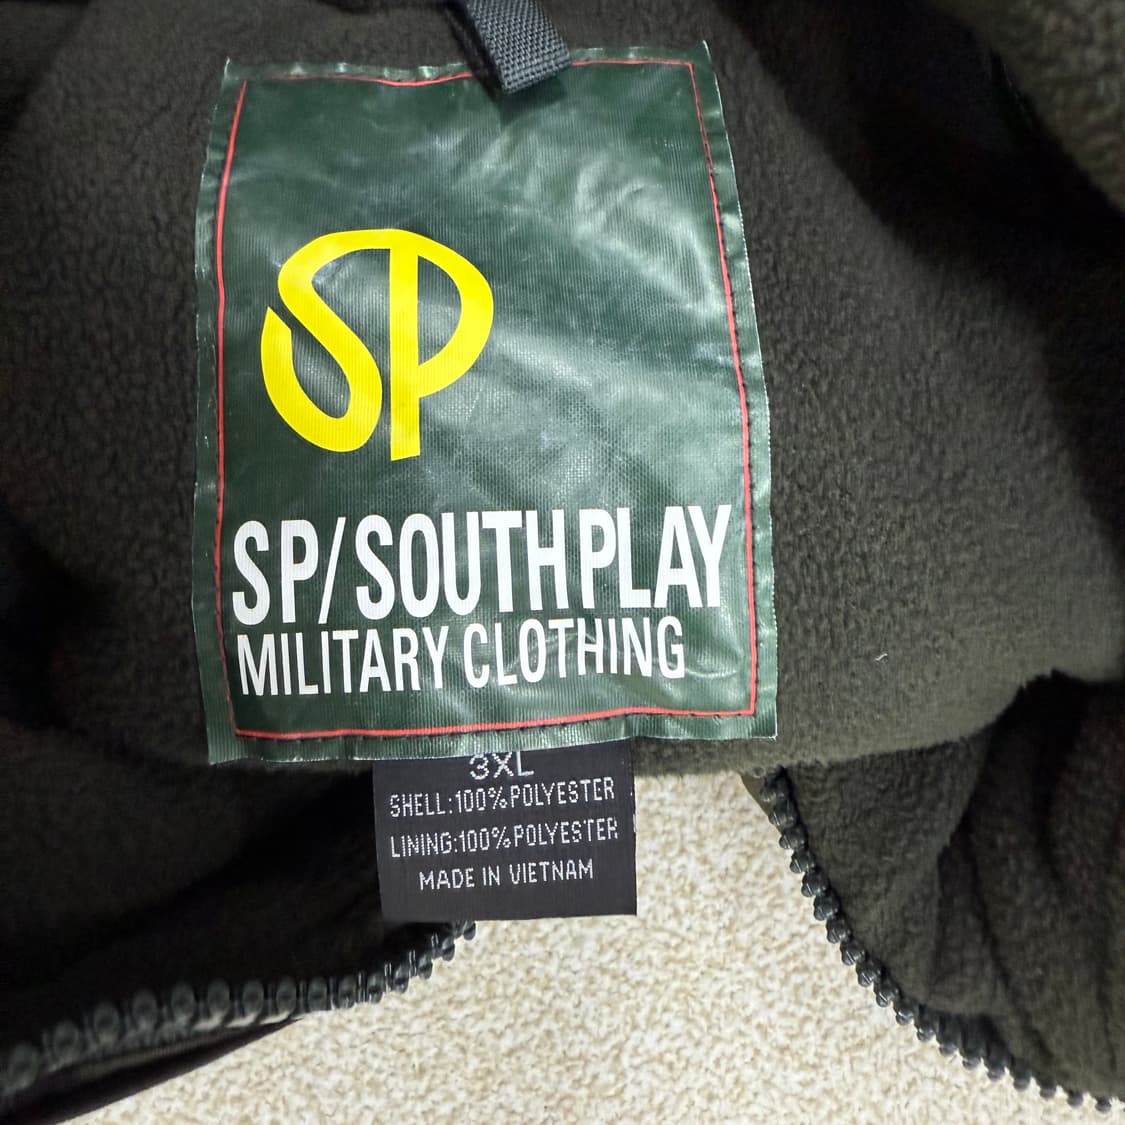 SP
SP/SOUTHPLAY
MILITARY CLOTHING
3XL
SHELL:100%POLYESTER
LINING:100%POLYESTER
MADE IN VIETNAM